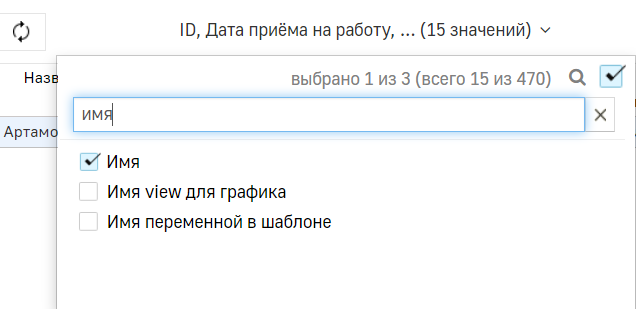 ID, Дата приёма на работу, ... (15 значений)
Назв
выбрано 1 из 3 (всего 15 из 470)
имя
Артамо
Имя
Имя view для графика
Имя переменной в шаблоне